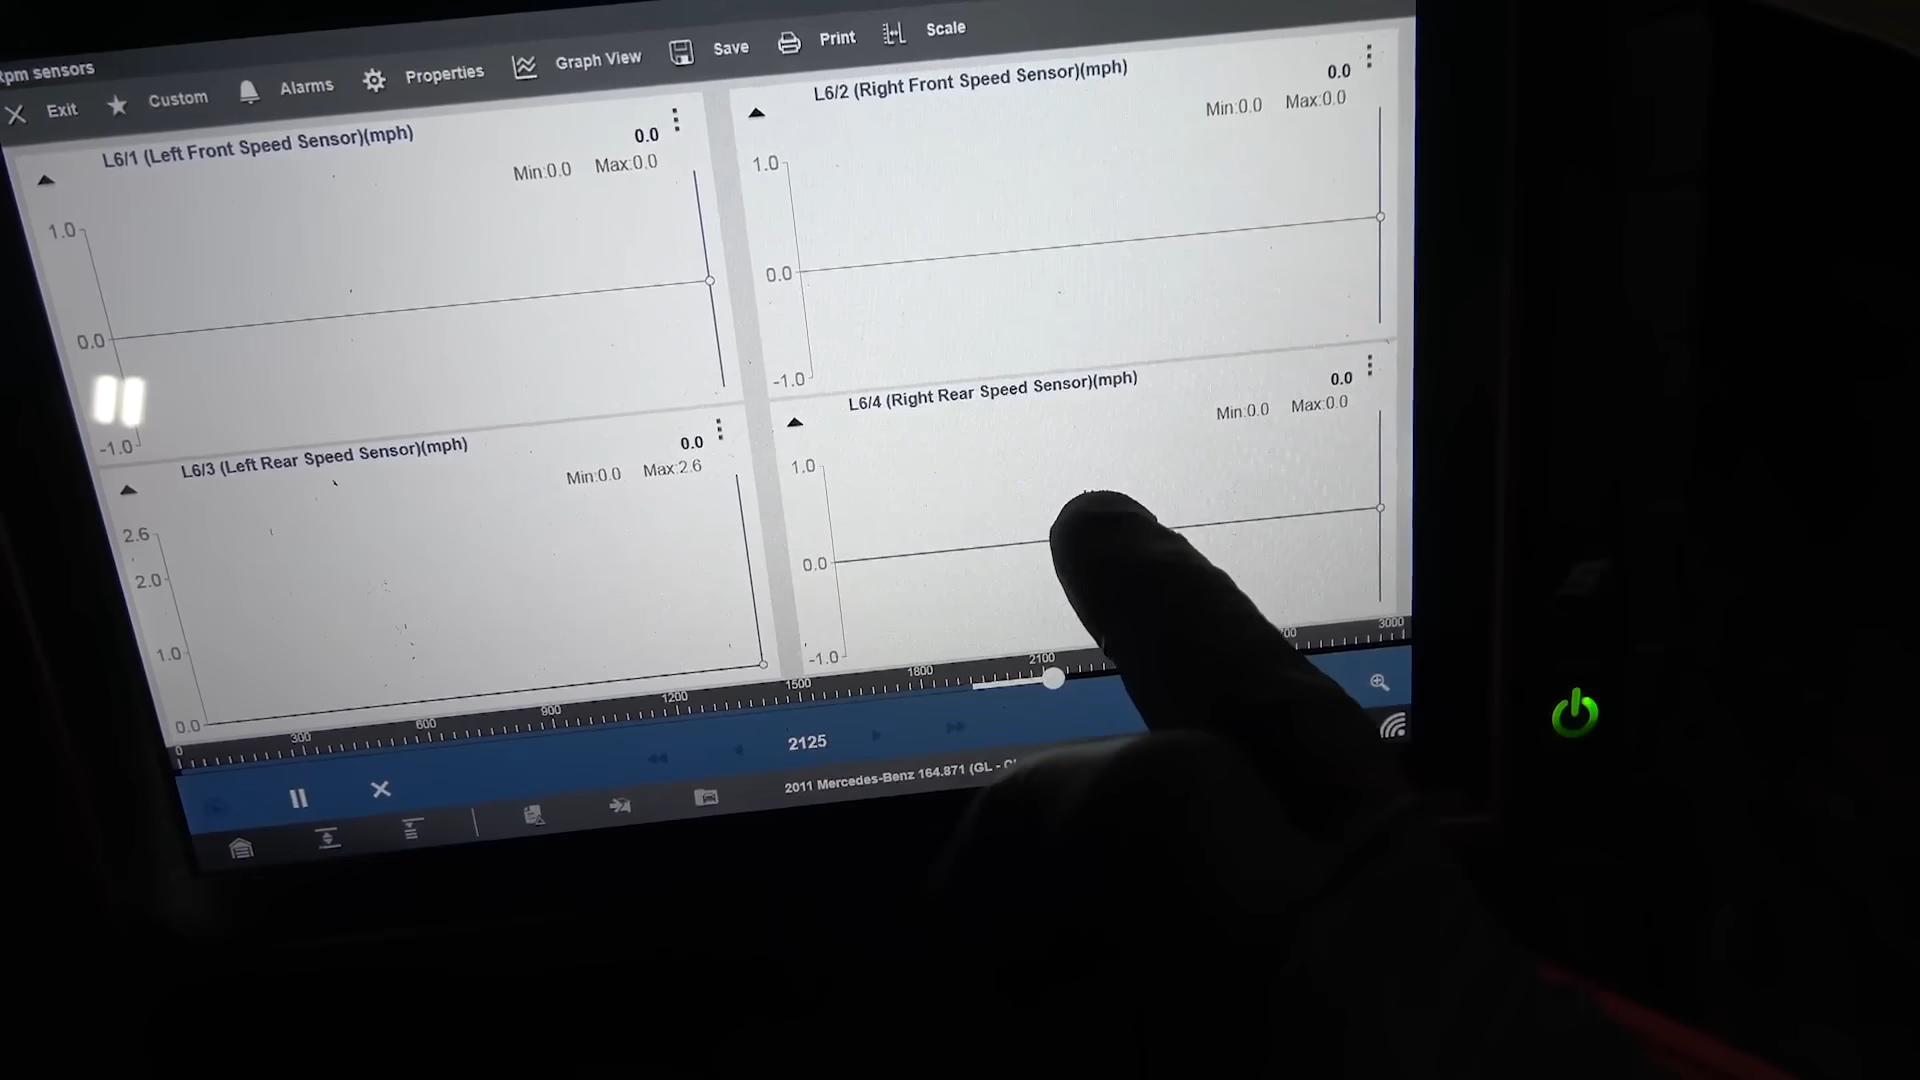 Rpm sensors
Exit Custom Alarms Properties Graph View Save Print Scale
L6/1 (Left Front Speed Sensor)(mph)
0.0
Min:0.0 Max:0.0
1.0
0.0
-1.0
L6/2 (Right Front Speed Sensor)(mph)
0.0
Min:0.0 Max:0.0
1.0
0.0
-1.0
L6/3 (Left Rear Speed Sensor)(mph)
0.0
Min:0.0 Max:2.6
2.6
2.0
1.0
0.0
L6/4 (Right Rear Speed Sensor)(mph)
0.0
Min:0.0 Max:0.0
1.0
0.0
-1.0
0 300 600 900 1200 1500 1800 2100 3000
2125
2011 Mercedes-Benz 164.871 (GL -